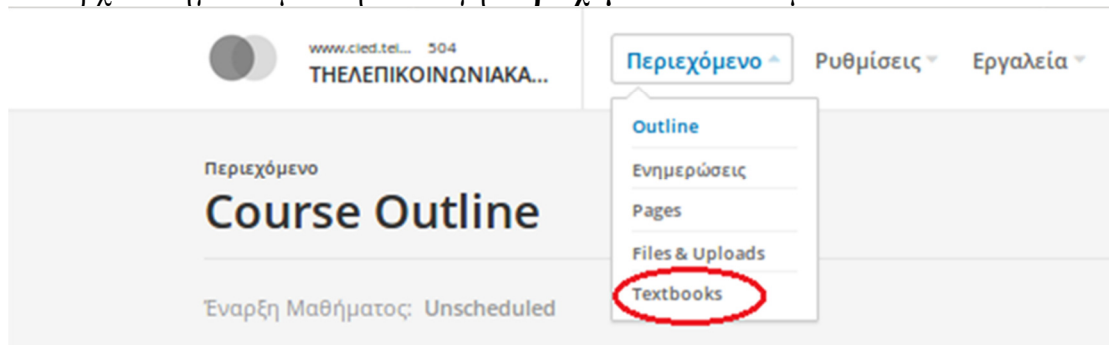 www.cied.tei... 504
ΤΗΕΛΕΠΙΚΟΙΝΩΝΙΑΚΑ...
Περιεχόμενο Ρυθμίσεις Εργαλεία
Outline
Ενημερώσεις
Pages
Files & Uploads
Textbooks
Περιεχόμενο
Course Outline
Έναρξη Μαθήματος: Unscheduled